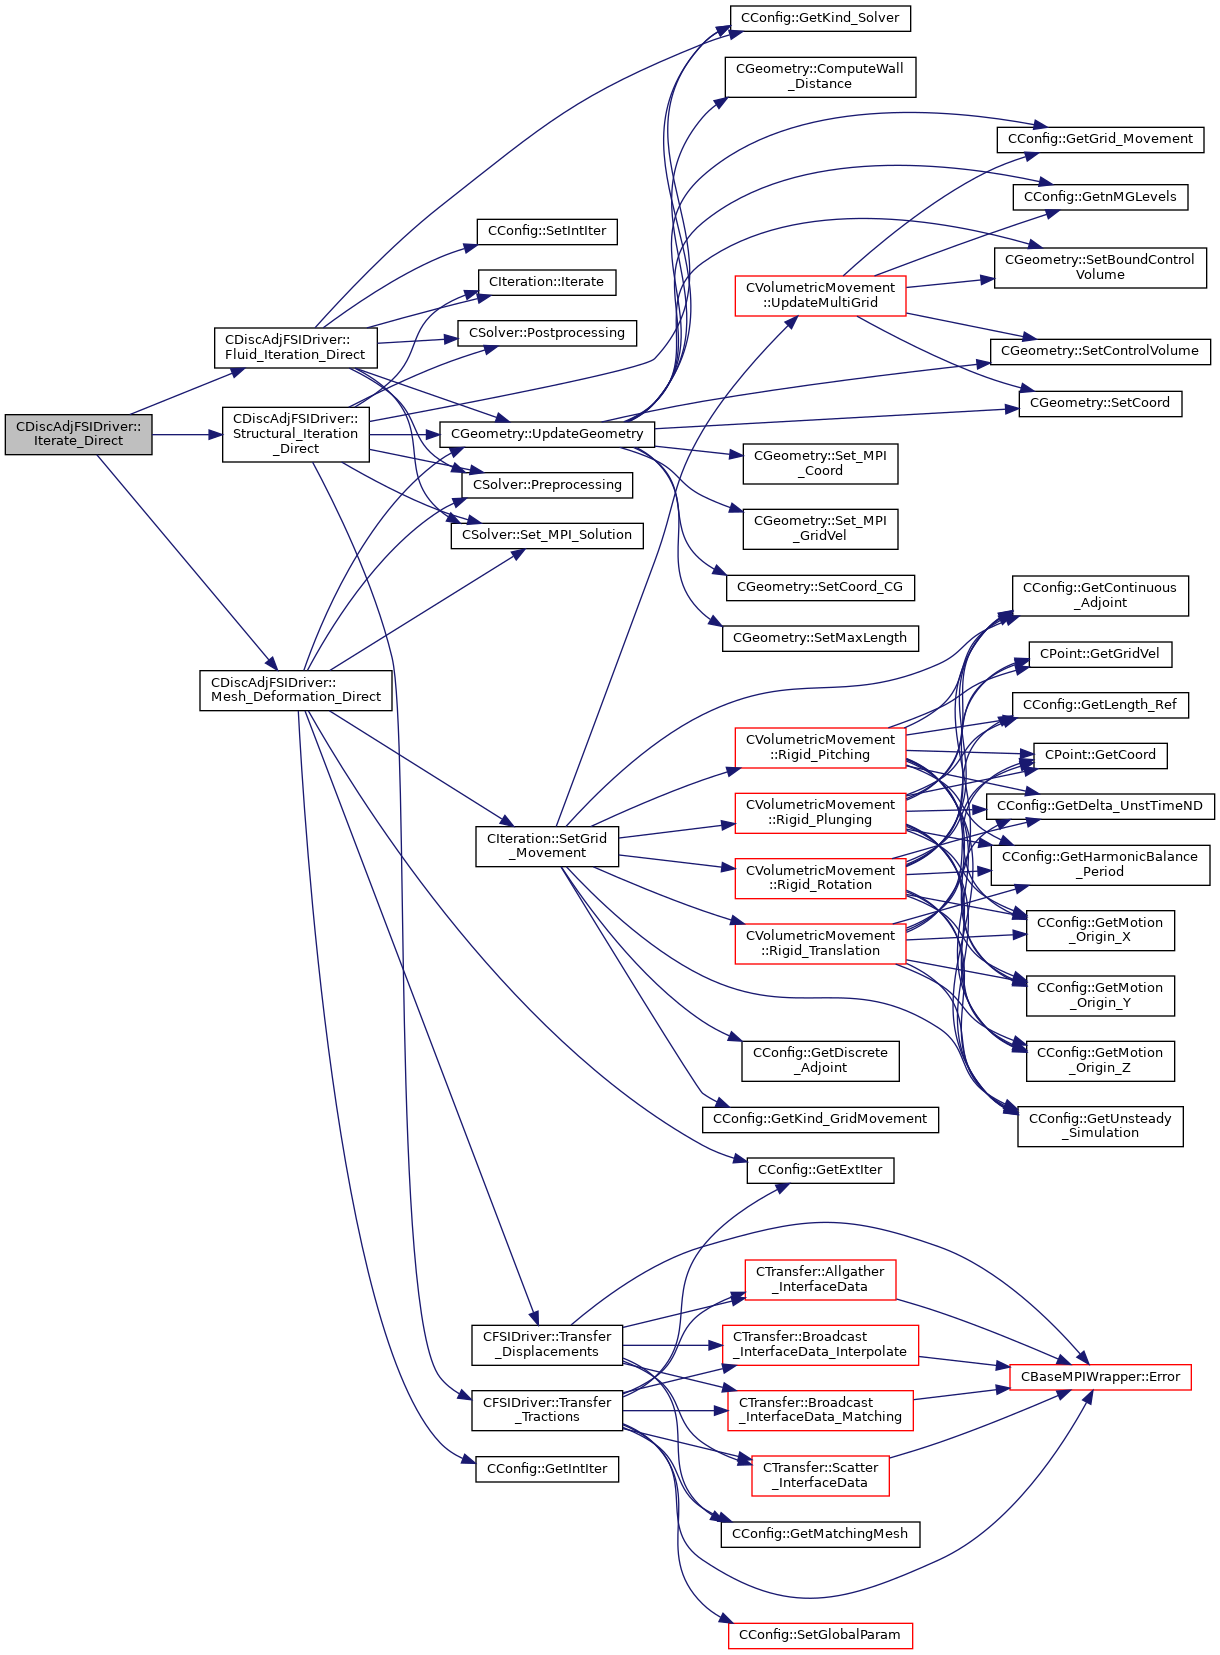 CDiscAdjFSIDriver::
Iterate_Direct
CDiscAdjFSIDriver::
Fluid_Iteration_Direct
CDiscAdjFSIDriver::
Structural_Iteration
_Direct
CDiscAdjFSIDriver::
Mesh_Deformation_Direct
CConfig::SetIntIter
CIteration::Iterate
CSolver::Postprocessing
CGeometry::UpdateGeometry
CSolver::Preprocessing
CSolver::Set_MPI_Solution
CIteration::SetGrid
_Movement
CFSIDriver::Transfer
_Displacements
CFSIDriver::Transfer
_Tractions
CConfig::GetIntIter
CConfig::GetKind_Solver
CGeometry::ComputeWall
_Distance
CVolumetricMovement
::UpdateMultiGrid
CGeometry::Set_MPI
_Coord
CGeometry::Set_MPI
_GridVel
CGeometry::SetCoord_CG
CGeometry::SetMaxLength
CVolumetricMovement
::Rigid_Pitching
CVolumetricMovement
::Rigid_Plunging
CVolumetricMovement
::Rigid_Rotation
CVolumetricMovement
::Rigid_Translation
CConfig::GetDiscrete
_Adjoint
CConfig::GetKind_GridMovement
CConfig::GetExtIter
CTransfer::Allgather
_InterfaceData
CTransfer::Broadcast
_InterfaceData_Interpolate
CTransfer::Broadcast
_InterfaceData_Matching
CTransfer::Scatter
_InterfaceData
CConfig::GetMatchingMesh
CConfig::SetGlobalParam
CConfig::GetGrid_Movement
CConfig::GetnMGLevels
CGeometry::SetBoundControl
Volume
CGeometry::SetControlVolume
CGeometry::SetCoord
CConfig::GetContinuous
_Adjoint
CPoint::GetGridVel
CConfig::GetLength_Ref
CPoint::GetCoord
CConfig::GetDelta_UnstTimeND
CConfig::GetHarmonicBalance
_Period
CConfig::GetMotion
_Origin_X
CConfig::GetMotion
_Origin_Y
CConfig::GetMotion
_Origin_Z
CConfig::GetUnsteady
_Simulation
CBaseMPIWrapper::Error